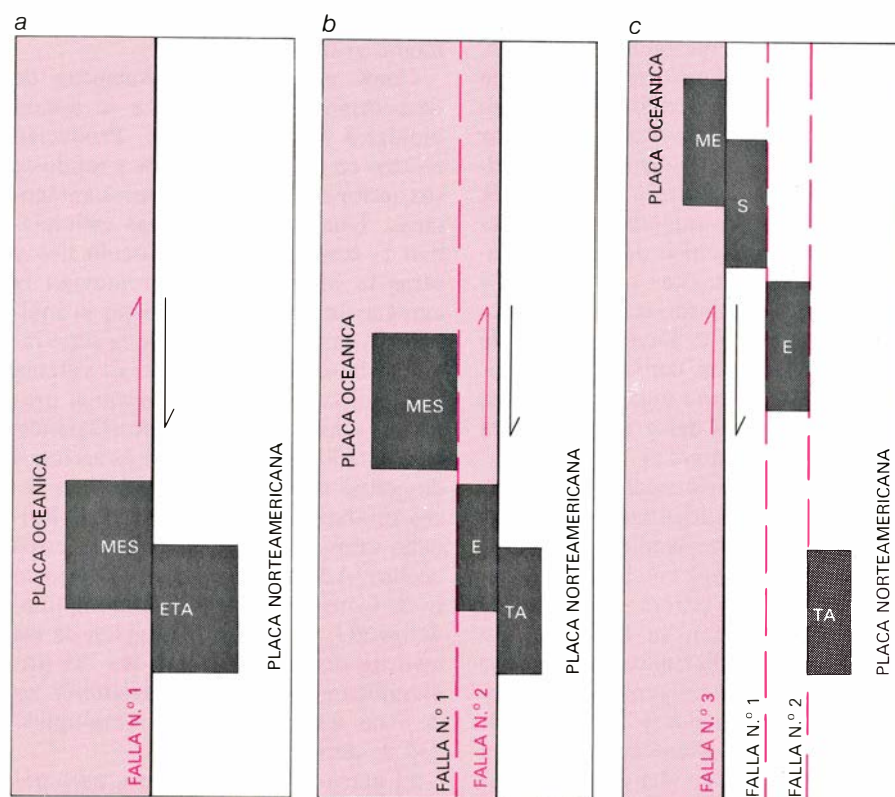 a
PLACA OCEANICA
MES
ETA
PLACA NORTEAMERICANA
FALLA N.º 1
b
PLACA OCEANICA
MES
E
TA
PLACA NORTEAMERICANA
FALLA N.º 1
FALLA N.º 2
c
PLACA OCEANICA
ME
S
E
TA
PLACA NORTEAMERICANA
FALLA N.º 3
FALLA N.º 1
FALLA N.º 2